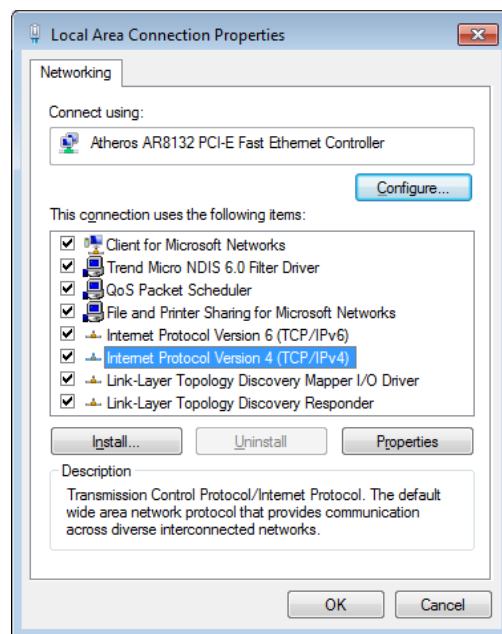 Local Area Connection Properties
Networking
Connect using:
Atheros AR8132 PCI-E Fast Ethernet Controller
Configure...
This connection uses the following items:
Client for Microsoft Networks
Trend Micro NDIS 6.0 Filter Driver
QoS Packet Scheduler
File and Printer Sharing for Microsoft Networks
Internet Protocol Version 6 (TCP/IPv6)
Internet Protocol Version 4 (TCP/IPv4)
Link-Layer Topology Discovery Mapper I/O Driver
Link-Layer Topology Discovery Responder
Install... Uninstall Properties
Description
Transmission Control Protocol/Internet Protocol. The default
wide area network protocol that provides communication
across diverse interconnected networks.
OK Cancel